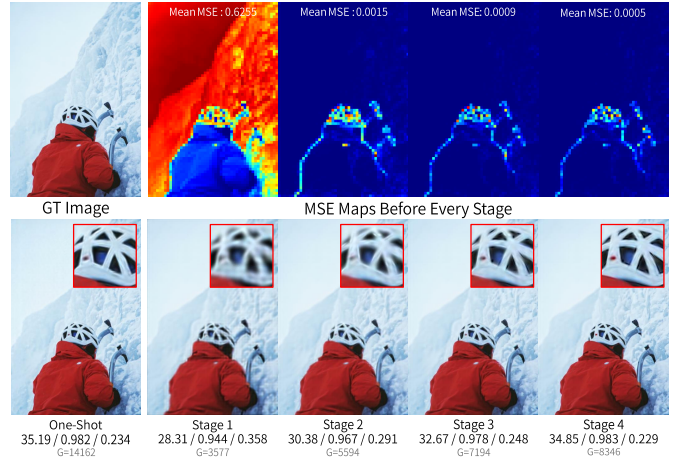 Mean MSE : 0.6255 Mean MSE : 0.0015 Mean MSE: 0.0009 Mean MSE: 0.0005
GT Image MSE Maps Before Every Stage
One-Shot Stage 1 Stage 2 Stage 3 Stage 4
35.19 / 0.982 / 0.234 28.31 / 0.944 / 0.358 30.38 / 0.967 / 0.291 32.67 / 0.978 / 0.248 34.85 / 0.983 / 0.229
G=14162 G=3577 G=5594 G=7194 G=8346